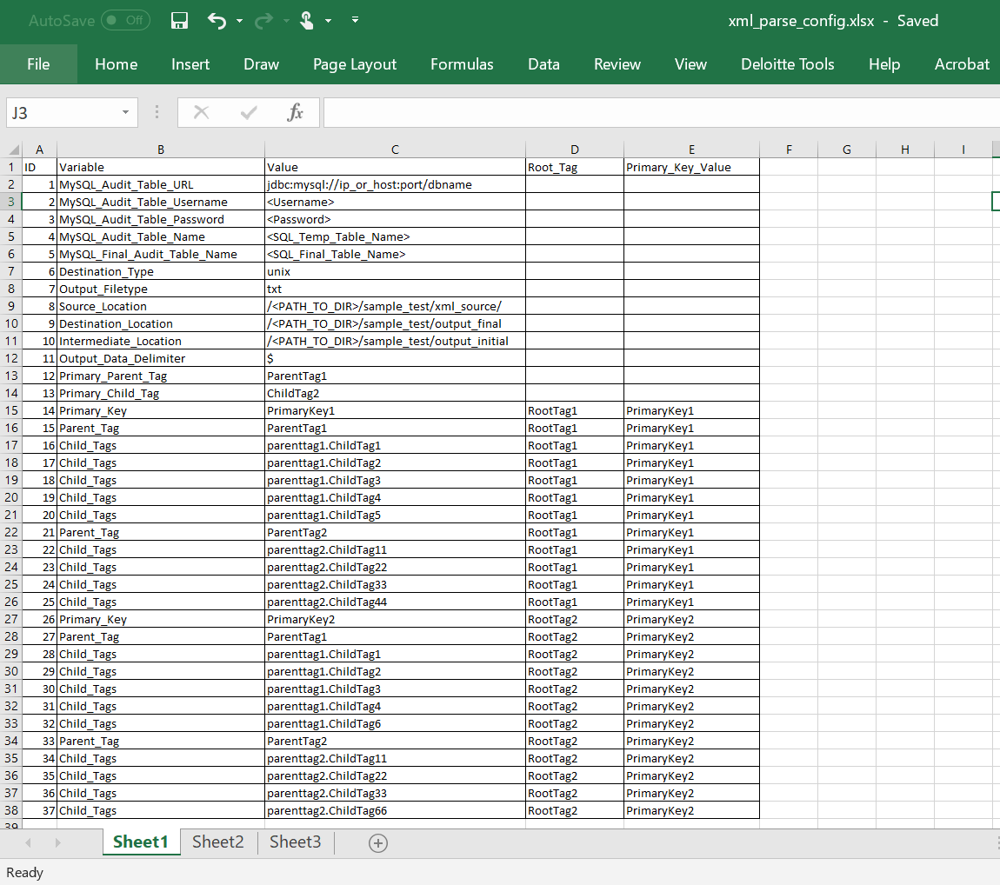 AutoSave Off xml_parse_config.xlsx - Saved
File Home Insert Draw Page Layout Formulas Data Review View Deloitte Tools Help Acrobat
J3 fx
A B C D E F G H I
1 ID Variable Value Root_Tag Primary_Key_Value
2 1 MySQL_Audit_Table_URL jdbc:mysql://ip_or_host:port/dbname
3 2 MySQL_Audit_Table_Username <Username>
4 3 MySQL_Audit_Table_Password <Password>
5 4 MySQL_Audit_Table_Name <SQL_Temp_Table_Name>
6 5 MySQL_Final_Audit_Table_Name <SQL_Final_Table_Name>
7 6 Destination_Type unix
8 7 Output_Filetype txt
9 8 Source_Location /<PATH_TO_DIR>/sample_test/xml_source/
10 9 Destination_Location /<PATH_TO_DIR>/sample_test/output_final
11 10 Intermediate_Location /<PATH_TO_DIR>/sample_test/output_initial
12 11 Output_Data_Delimiter $
13 12 Primary_Parent_Tag ParentTag1
14 13 Primary_Child_Tag ChildTag2
15 14 Primary_Key PrimaryKey1 RootTag1 PrimaryKey1
16 15 Parent_Tag ParentTag1 RootTag1 PrimaryKey1
17 16 Child_Tags parenttag1.ChildTag1 RootTag1 PrimaryKey1
18 17 Child_Tags parenttag1.ChildTag2 RootTag1 PrimaryKey1
19 18 Child_Tags parenttag1.ChildTag3 RootTag1 PrimaryKey1
20 19 Child_Tags parenttag1.ChildTag4 RootTag1 PrimaryKey1
21 20 Child_Tags parenttag1.ChildTag5 RootTag1 PrimaryKey1
22 21 Parent_Tag ParentTag2 RootTag1 PrimaryKey1
23 22 Child_Tags parenttag2.ChildTag11 RootTag1 PrimaryKey1
24 23 Child_Tags parenttag2.ChildTag22 RootTag1 PrimaryKey1
25 24 Child_Tags parenttag2.ChildTag33 RootTag1 PrimaryKey1
26 25 Child_Tags parenttag2.ChildTag44 RootTag1 PrimaryKey1
27 26 Primary_Key PrimaryKey2 RootTag2 PrimaryKey2
28 27 Parent_Tag ParentTag1 RootTag2 PrimaryKey2
29 28 Child_Tags parenttag1.ChildTag1 RootTag2 PrimaryKey2
30 29 Child_Tags parenttag1.ChildTag2 RootTag2 PrimaryKey2
31 30 Child_Tags parenttag1.ChildTag3 RootTag2 PrimaryKey2
32 31 Child_Tags parenttag1.ChildTag4 RootTag2 PrimaryKey2
33 32 Child_Tags parenttag1.ChildTag6 RootTag2 PrimaryKey2
34 33 Parent_Tag ParentTag2 RootTag2 PrimaryKey2
35 34 Child_Tags parenttag2.ChildTag11 RootTag2 PrimaryKey2
36 35 Child_Tags parenttag2.ChildTag22 RootTag2 PrimaryKey2
37 36 Child_Tags parenttag2.ChildTag33 RootTag2 PrimaryKey2
38 37 Child_Tags parenttag2.ChildTag66 RootTag2 PrimaryKey2
39
Sheet1 Sheet2 Sheet3
Ready